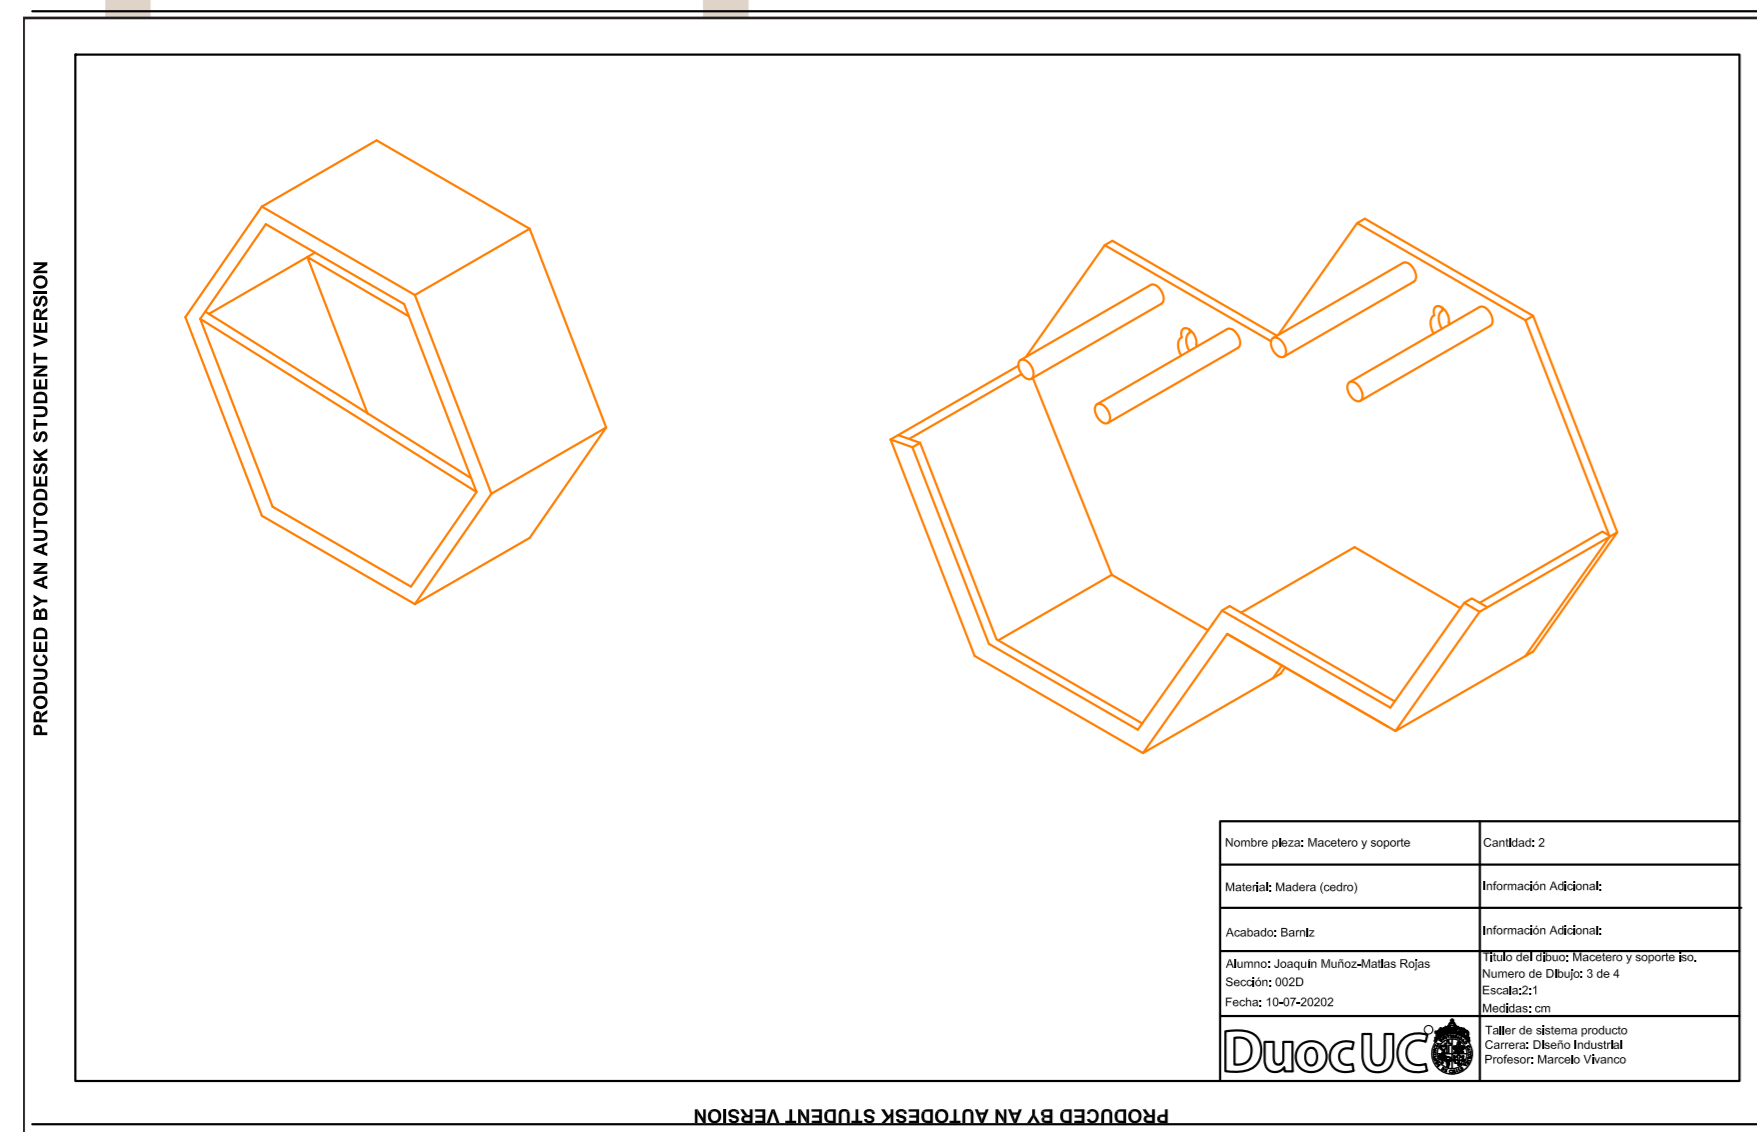 PRODUCED BY AN AUTODESK STUDENT VERSION
Nombre pieza: Macetero y soporte
Cantidad: 2
Material: Madera (cedro)
Información Adicional:
Acabado: Barniz
Información Adicional:
Alumno: Joaquín Muñoz-Matías Rojas
Sección: 002D
Fecha: 10-07-20202
Titulo del dibuo: Macetero y soporte iso.
Numero de Dibujo: 3 de 4
Escala:2:1
Medidas: cm
DuocUC
Taller de sistema producto
Carrera: Diseño Industrial
Profesor: Marcelo Vivanco
PRODUCED BY AN AUTODESK STUDENT VERSION